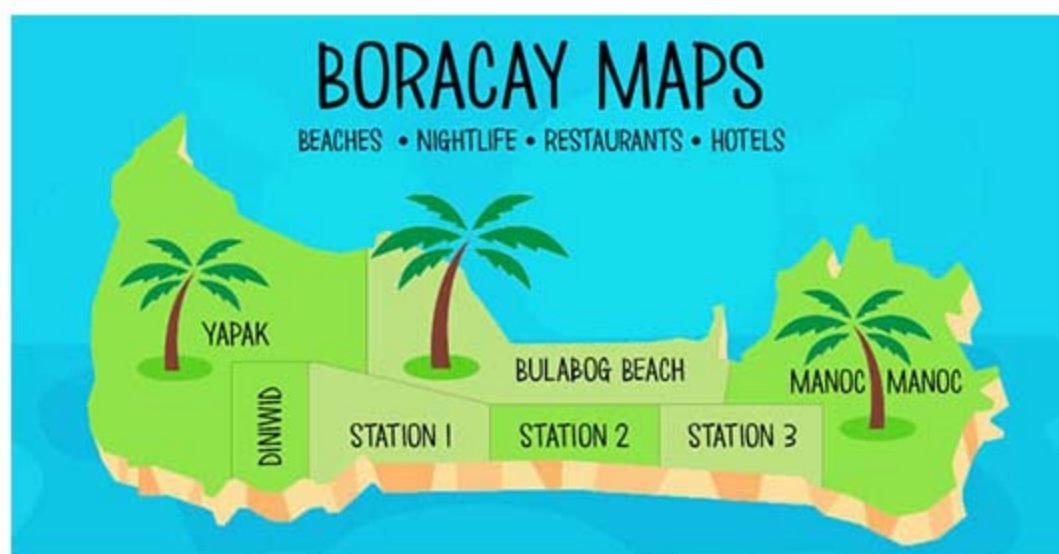 BORACAY MAPS
BEACHES • NIGHTLIFE • RESTAURANTS • HOTELS
YAPAK
BULABOG BEACH
MANOC MANOC
DINIWID
STATION 1
STATION 2
STATION 3